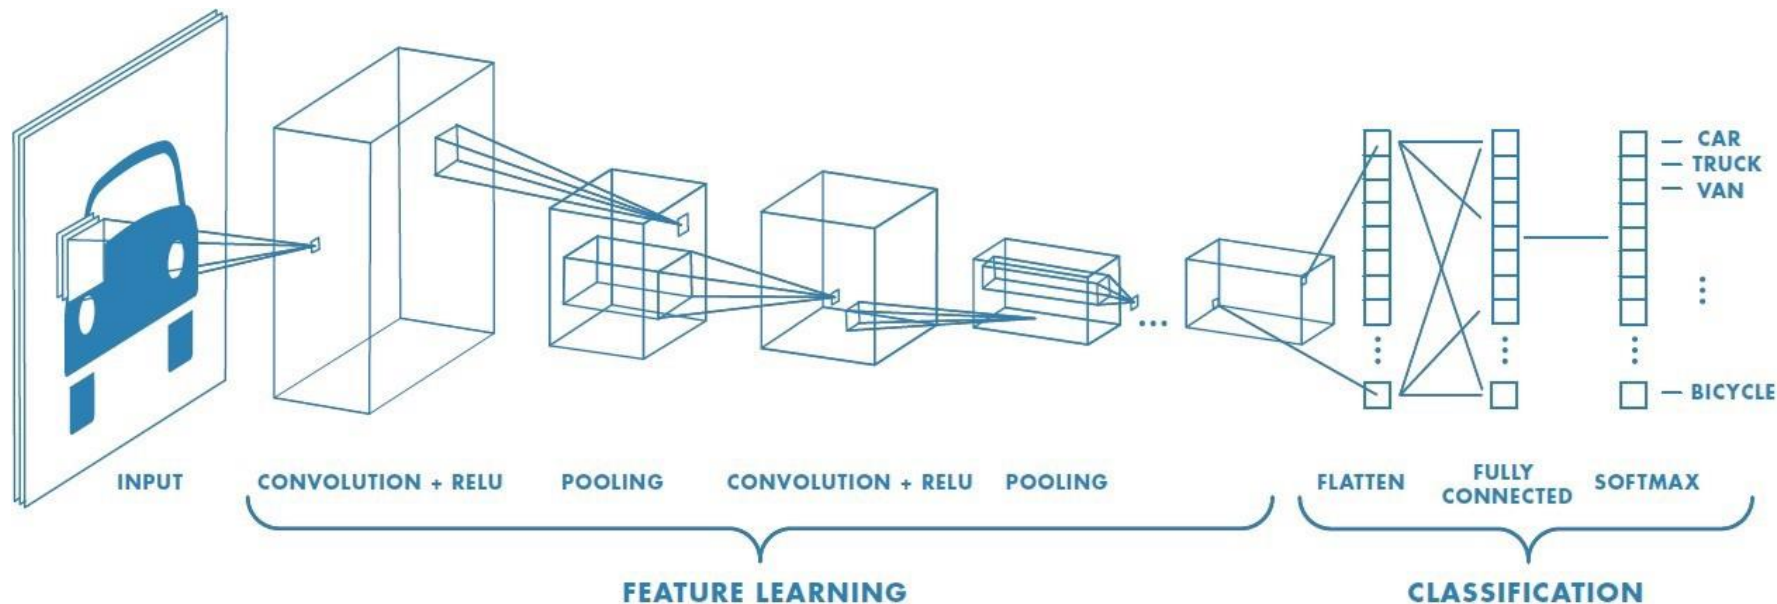 CAR
TRUCK
VAN
BICYCLE
INPUT
CONVOLUTION + RELU
POOLING
CONVOLUTION + RELU
POOLING
FLATTEN
FULLY
CONNECTED
SOFTMAX
FEATURE LEARNING
CLASSIFICATION